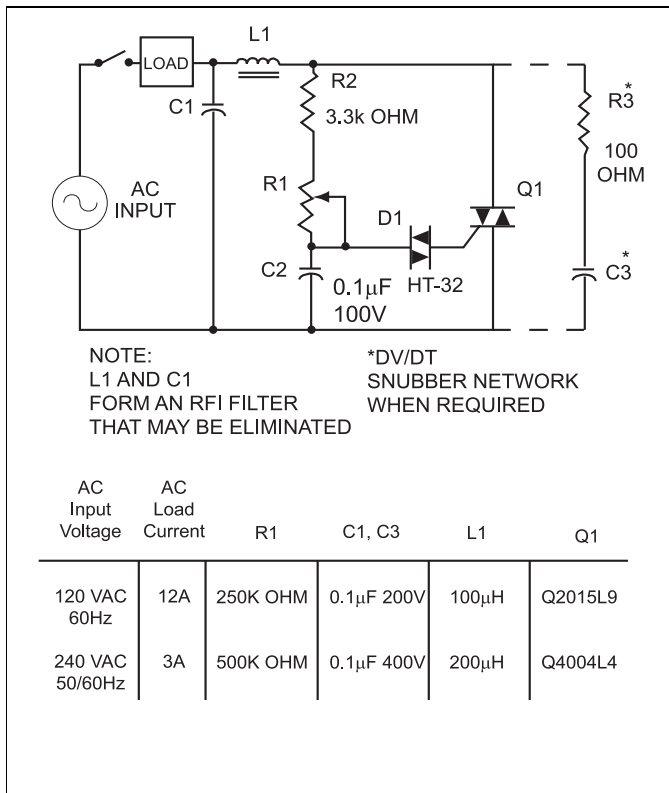 L1
LOAD
R2
C1
3.3k OHM
R3*
100
OHM
R1
Q1
AC
INPUT
D1
C2
0.1µF
100V
HT-32
C3*
NOTE:
L1 AND C1
FORM AN RFI FILTER
THAT MAY BE ELIMINATED
*DV/DT
SNUBBER NETWORK
WHEN REQUIRED
AC
Input
Voltage
AC
Load
Current
R1
C1, C3
L1
Q1
120 VAC
60Hz
12A
250K OHM
0.1µF 200V
100µH
Q2015L9
240 VAC
50/60Hz
3A
500K OHM
0.1µF 400V
200µH
Q4004L4